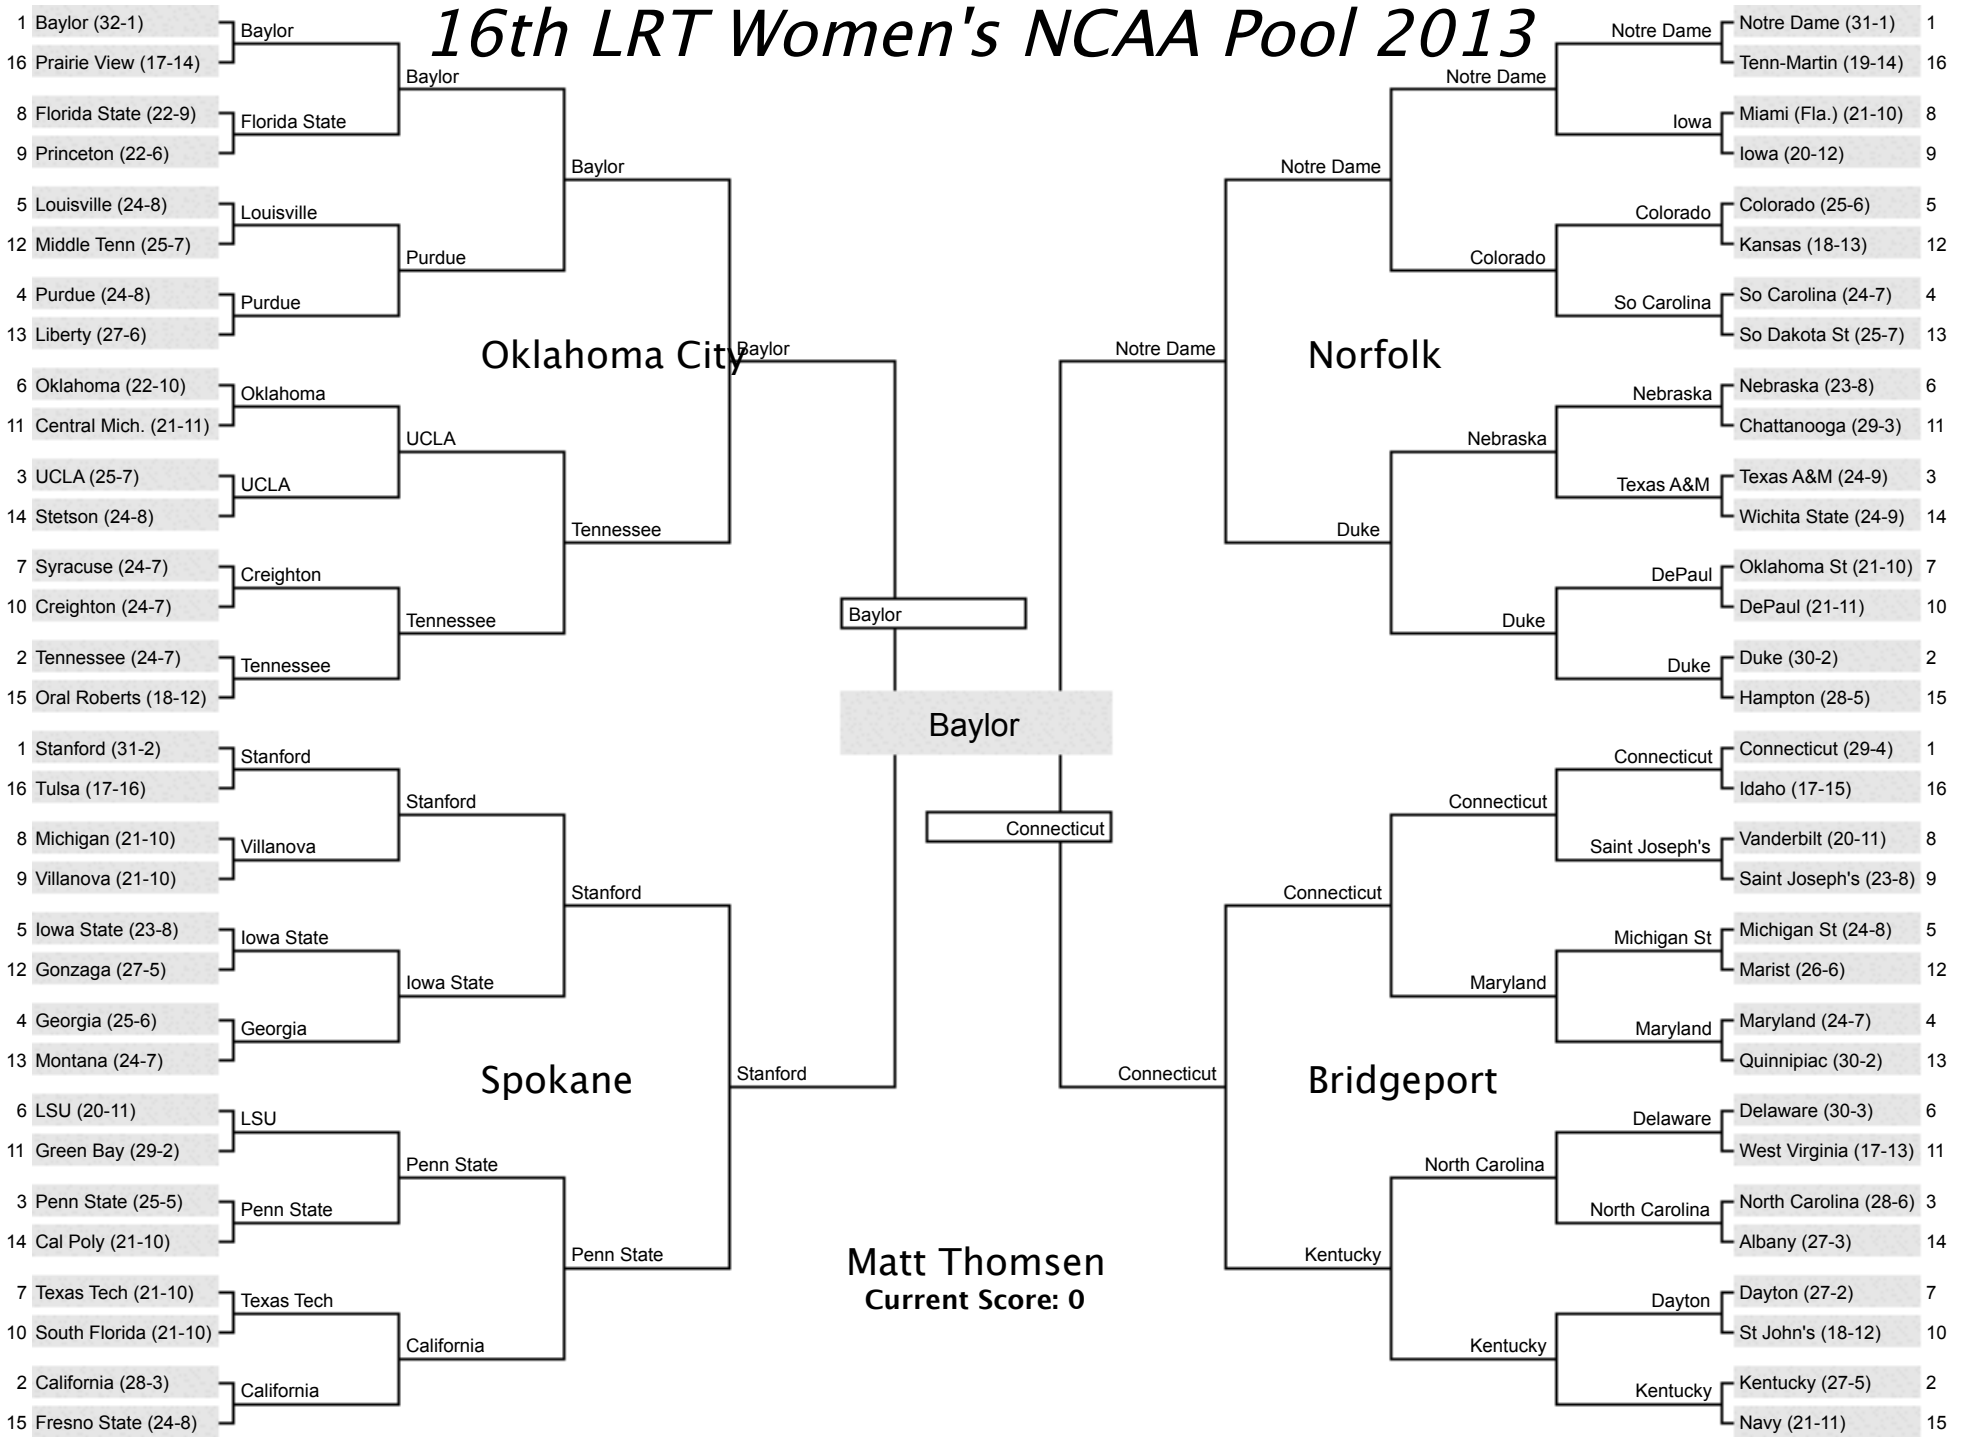 16th LRT Women's NCAA Pool 2013
1 Baylor (32-1)
16 Prairie View (17-14)
8 Florida State (22-9)
9 Princeton (22-6)
5 Louisville (24-8)
12 Middle Tenn (25-7)
4 Purdue (24-8)
13 Liberty (27-6)
6 Oklahoma (22-10)
11 Central Mich. (21-11)
3 UCLA (25-7)
14 Stetson (24-8)
7 Syracuse (24-7)
10 Creighton (24-7)
2 Tennessee (24-7)
15 Oral Roberts (18-12)
1 Stanford (31-2)
16 Tulsa (17-16)
8 Michigan (21-10)
9 Villanova (21-10)
5 Iowa State (23-8)
12 Gonzaga (27-5)
4 Georgia (25-6)
13 Montana (24-7)
6 LSU (20-11)
11 Green Bay (29-2)
3 Penn State (25-5)
14 Cal Poly (21-10)
7 Texas Tech (21-10)
10 South Florida (21-10)
2 California (28-3)
15 Fresno State (24-8)
Baylor
Florida State
Louisville
Purdue
Oklahoma
UCLA
Creighton
Tennessee
Stanford
Villanova
Iowa State
Georgia
LSU
Penn State
Texas Tech
California
Baylor
Purdue
UCLA
Tennessee
Stanford
Iowa State
Penn State
California
Baylor
Tennessee
Stanford
Penn State
Oklahoma City
Spokane
Baylor
Stanford
Baylor
Baylor
Connecticut
Matt Thomsen
Current Score: 0
Notre Dame
Connecticut
Norfolk
Bridgeport
Notre Dame
Duke
Connecticut
Kentucky
Notre Dame
Colorado
Nebraska
Duke
Connecticut
Maryland
North Carolina
Kentucky
Notre Dame
Iowa
Colorado
So Carolina
Nebraska
Texas A&M
DePaul
Duke
Connecticut
Saint Joseph's
Michigan St
Maryland
Delaware
North Carolina
Dayton
Kentucky
Notre Dame (31-1) 1
Tenn-Martin (19-14) 16
Miami (Fla.) (21-10) 8
Iowa (20-12) 9
Colorado (25-6) 5
Kansas (18-13) 12
So Carolina (24-7) 4
So Dakota St (25-7) 13
Nebraska (23-8) 6
Chattanooga (29-3) 11
Texas A&M (24-9) 3
Wichita State (24-9) 14
Oklahoma St (21-10) 7
DePaul (21-11) 10
Duke (30-2) 2
Hampton (28-5) 15
Connecticut (29-4) 1
Idaho (17-15) 16
Vanderbilt (20-11) 8
Saint Joseph's (23-8) 9
Michigan St (24-8) 5
Marist (26-6) 12
Maryland (24-7) 4
Quinnipiac (30-2) 13
Delaware (30-3) 6
West Virginia (17-13) 11
North Carolina (28-6) 3
Albany (27-3) 14
Dayton (27-2) 7
St John's (18-12) 10
Kentucky (27-5) 2
Navy (21-11) 15